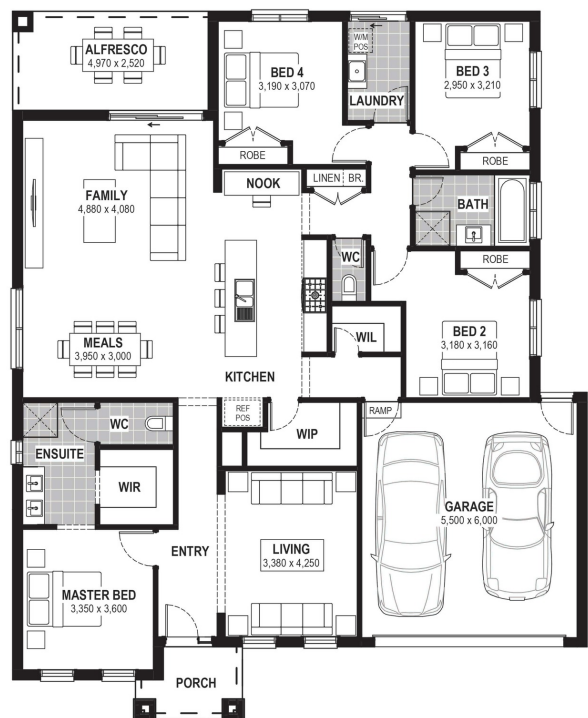 ALFRESCO
4,970 x 2,520
BED 4
3,190 x 3,070
W/M
POS
LAUNDRY
BED 3
2,950 x 3,210
ROBE
ROBE
FAMILY
4,880 x 4,080
NOOK
LINEN
BR.
BATH
WC
ROBE
MEALS
3,950 x 3,000
WIL
BED 2
3,180 x 3,160
KITCHEN
REF
POS
RAMP
WC
ENSUITE
WIP
WIR
GARAGE
5,500 x 6,000
ENTRY
LIVING
3,380 x 4,250
MASTER BED
3,350 x 3,600
PORCH